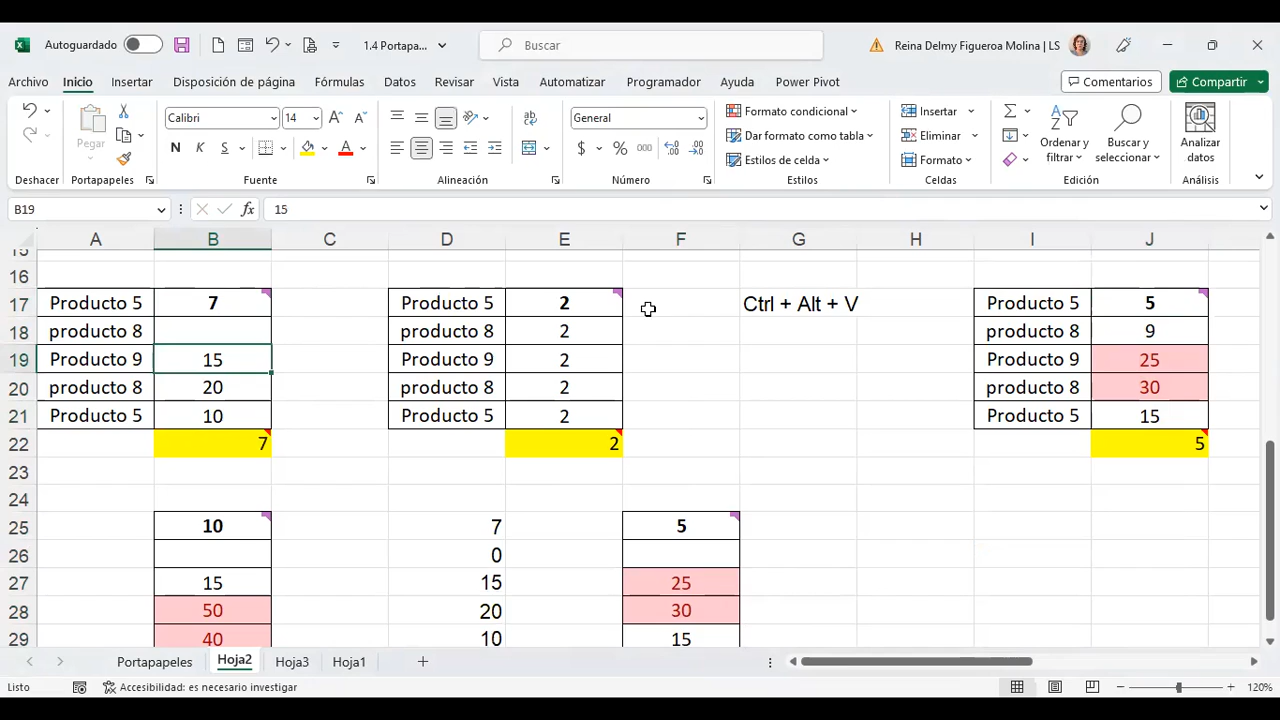 Autoguardado 1.4 Portapa... Buscar Reina Delmy Figueroa Molina | LS
Archivo Inicio Insertar Disposición de página Fórmulas Datos Revisar Vista Automatizar Programador Ayuda Power Pivot Comentarios Compartir
Pegar Calibri 14 General Formato condicional Insertar Ordenar y filtrar Buscar y seleccionar Analizar datos
N K S $ % 000 Dar formato como tabla Eliminar
Estilos de celda Formato
Deshacer Portapapeles Fuente Alineación Número Estilos Celdas Edición Análisis
B19 fx 15
A B C D E F G H I J
15
16
17 Producto 5 7 Producto 5 2 Ctrl + Alt + V Producto 5 5
18 producto 8 producto 8 2 producto 8 9
19 Producto 9 15 Producto 9 2 Producto 9 25
20 producto 8 20 producto 8 2 producto 8 30
21 Producto 5 10 Producto 5 2 Producto 5 15
22 7 2 5
23
24
25 10 7 5
26 0
27 15 15 25
28 50 20 30
29 40 10 15
Portapapeles Hoja2 Hoja3 Hoja1
Listo Accesibilidad: es necesario investigar 120%